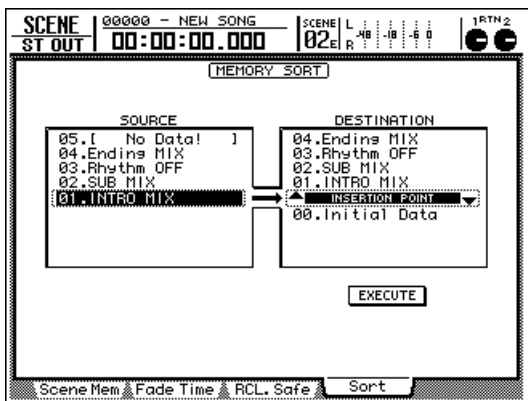 SCENE
ST OUT
00000 - NEW SONG
00:00:00.000
SCENE
02E
L
R
-48 -18 -6 0
1RTN2
MEMORY SORT
SOURCE
05.[ No Data! ]
04.Ending MIX
03.Rhythm OFF
02.SUB MIX
01.INTRO MIX
DESTINATION
04.Ending MIX
03.Rhythm OFF
02.SUB MIX
01.INTRO MIX
INSERTION POINT
00.Initial Data
EXECUTE
Scene Mem
Fade Time
RCL. Safe
Sort